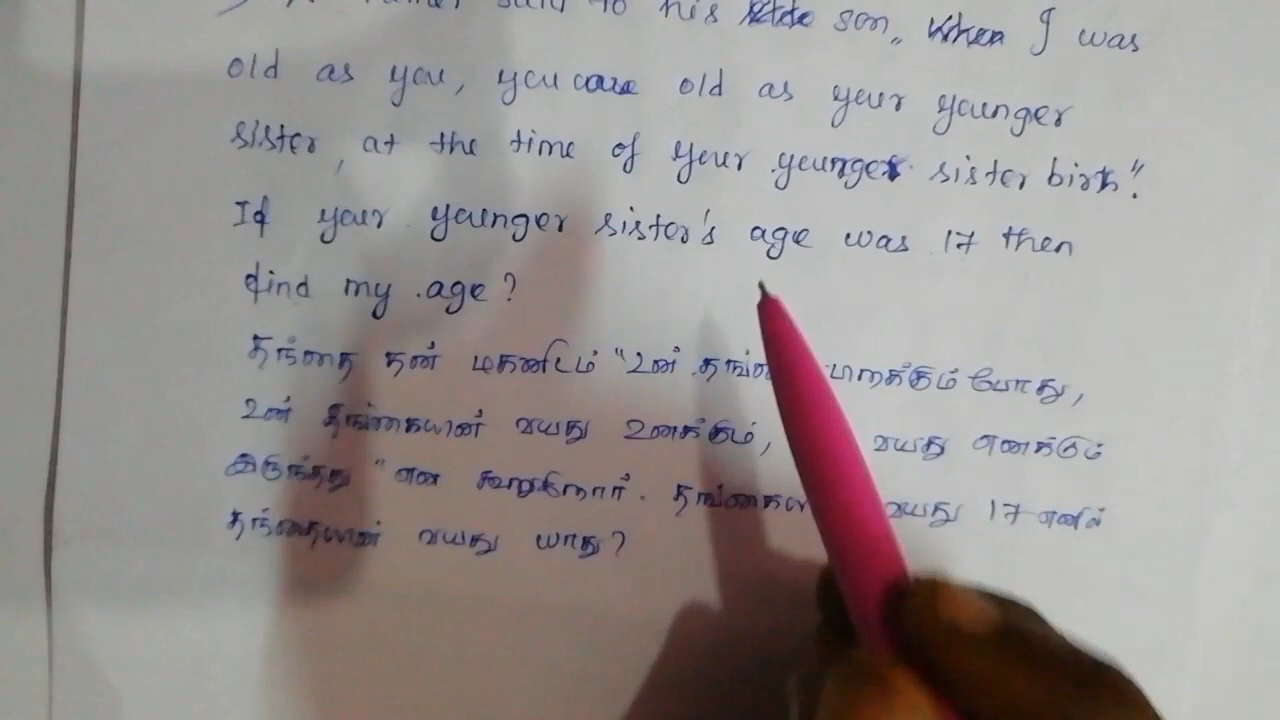 said to his son, When I was
old as you, you are old as your younger
sister, at the time of your younger sister birth".
If your younger sister's age was 17 then
find my age?
தந்தை தன் மகனிடம் "உன் பிறக்கும் போது,
உன் தங்கையின் வயது உனக்கும், வயது எனக்கும்
இருந்தது" என கூறுகிறார். வயது 17 எனில்
தந்தையின் வயது யாது?